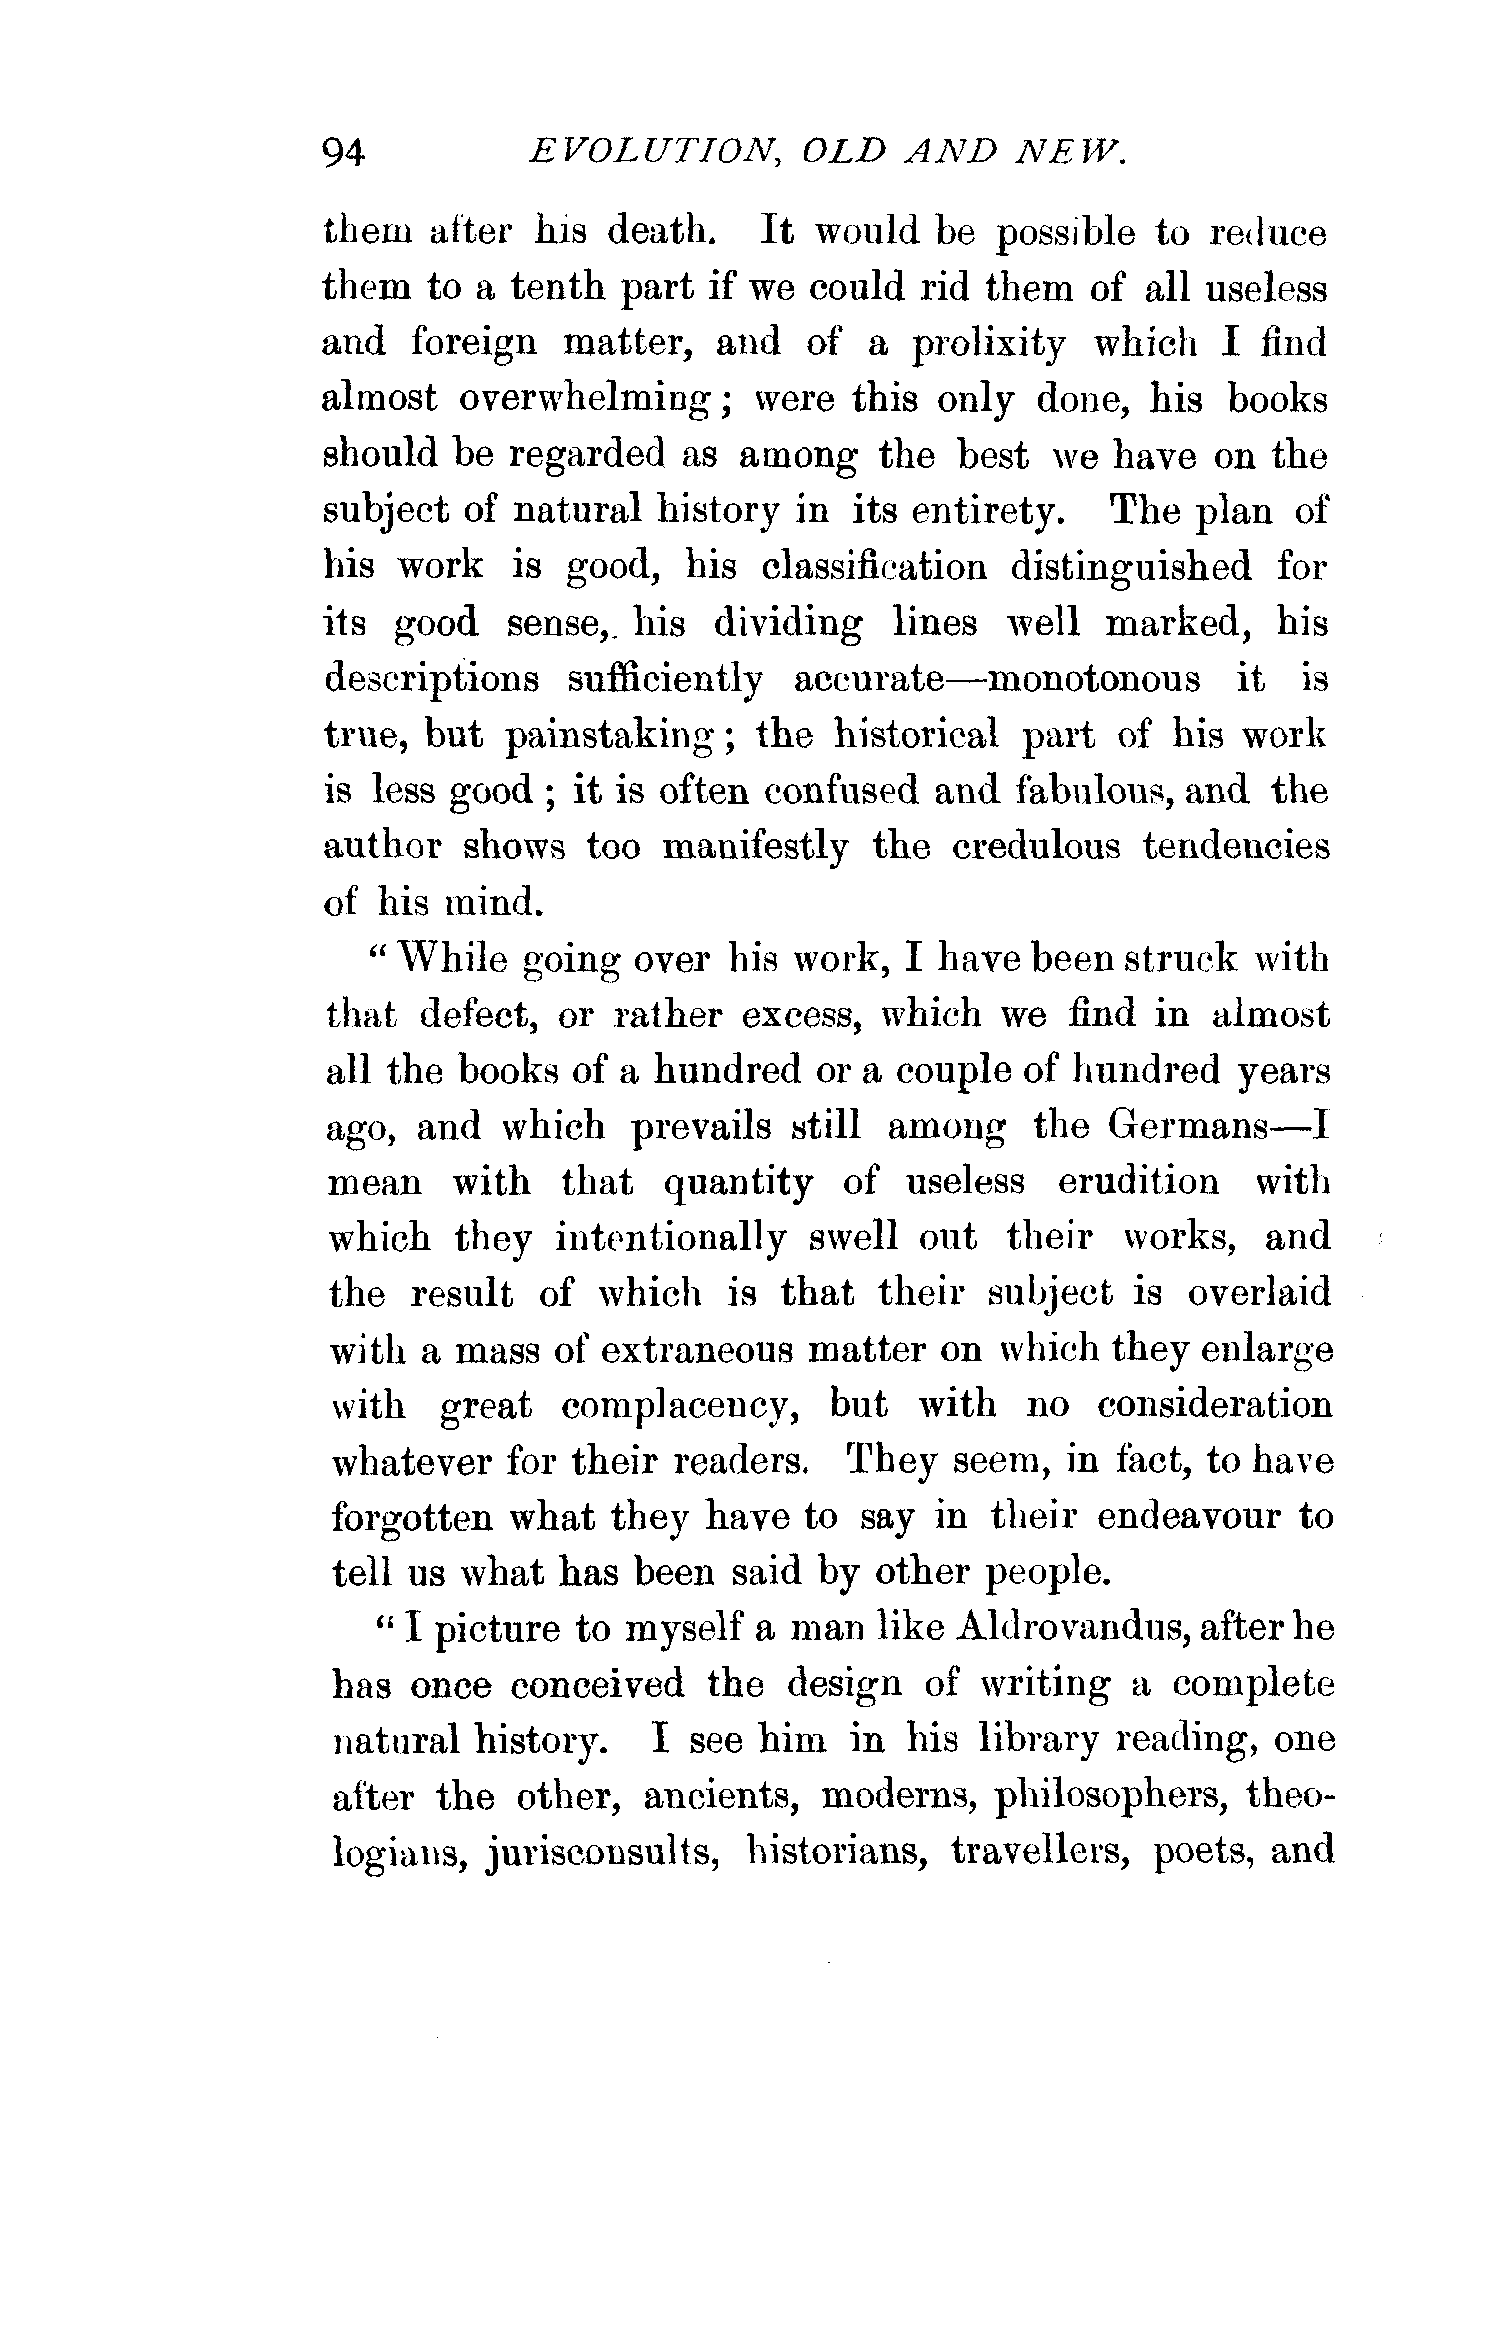 94 EVOLUTION, OLD AND NEW.
them after his death. It would be possible to reduce
them to a tenth part if we could rid them of all useless
and foreign matter, and of a prolixity which I find
almost overwhelming; were this only done, his books
should be regarded as among the best we have on the
subject of natural history in its entirety. The plan of
his work is good, his classification distinguished for
its good sense, his dividing lines well marked, his
descriptions sufficiently accurate—monotonous it is
true, but painstaking; the historical part of his work
is less good; it is often confused and fabulous, and the
author shows too manifestly the credulous tendencies
of his mind.
“While going over his work, I have been struck with
that defect, or rather excess, which we find in almost
all the books of a hundred or a couple of hundred years
ago, and which prevails still among the Germans—I
mean with that quantity of useless erudition with
which they intentionally swell out their works, and
the result of which is that their subject is overlaid
with a mass of extraneous matter on which they enlarge
with great complacency, but with no consideration
whatever for their readers. They seem, in fact, to have
forgotten what they have to say in their endeavour to
tell us what has been said by other people.
“I picture to myself a man like Aldrovandus, after he
has once conceived the design of writing a complete
natural history. I see him in his library reading, one
after the other, ancients, moderns, philosophers, theo-
logians, jurisconsults, historians, travellers, poets, and